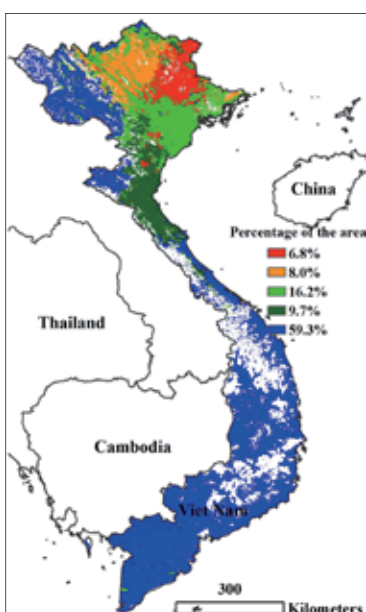 China
Percentage of the area
6.8%
8.0%
16.2%
9.7%
59.3%
Thailand
Cambodia
Viet Nam
300
Kilometers